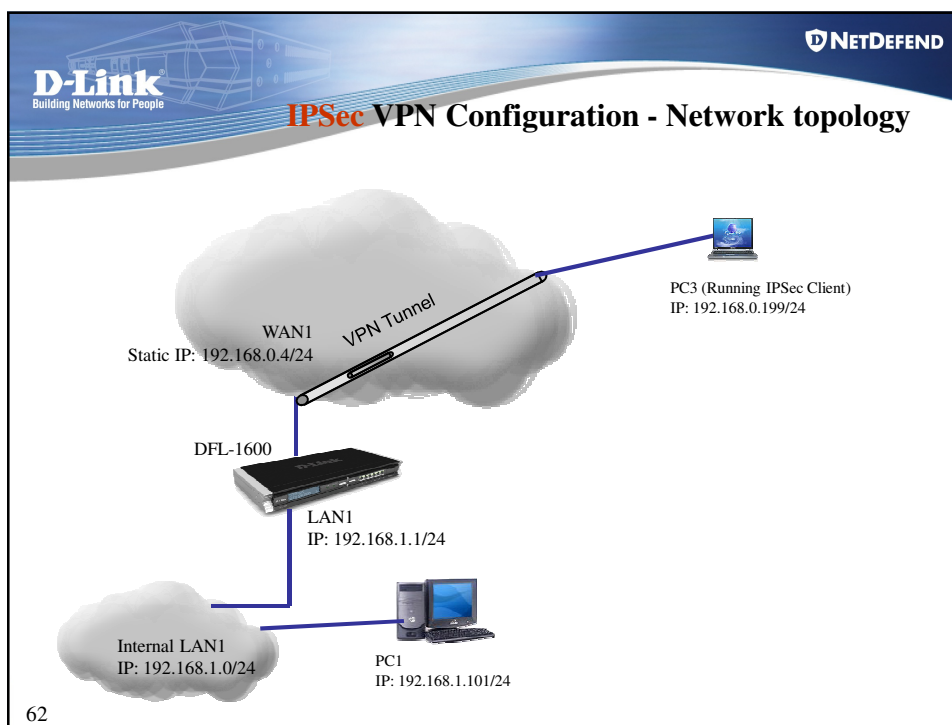 NETDEFEND
D-Link
Building Networks for People
IPSec VPN Configuration - Network topology
PC3 (Running IPSec Client)
IP: 192.168.0.199/24
VPN Tunnel
WAN1
Static IP: 192.168.0.4/24
DFL-1600
D-Link
LAN1
IP: 192.168.1.1/24
Internal LAN1
IP: 192.168.1.0/24
PC1
IP: 192.168.1.101/24
62